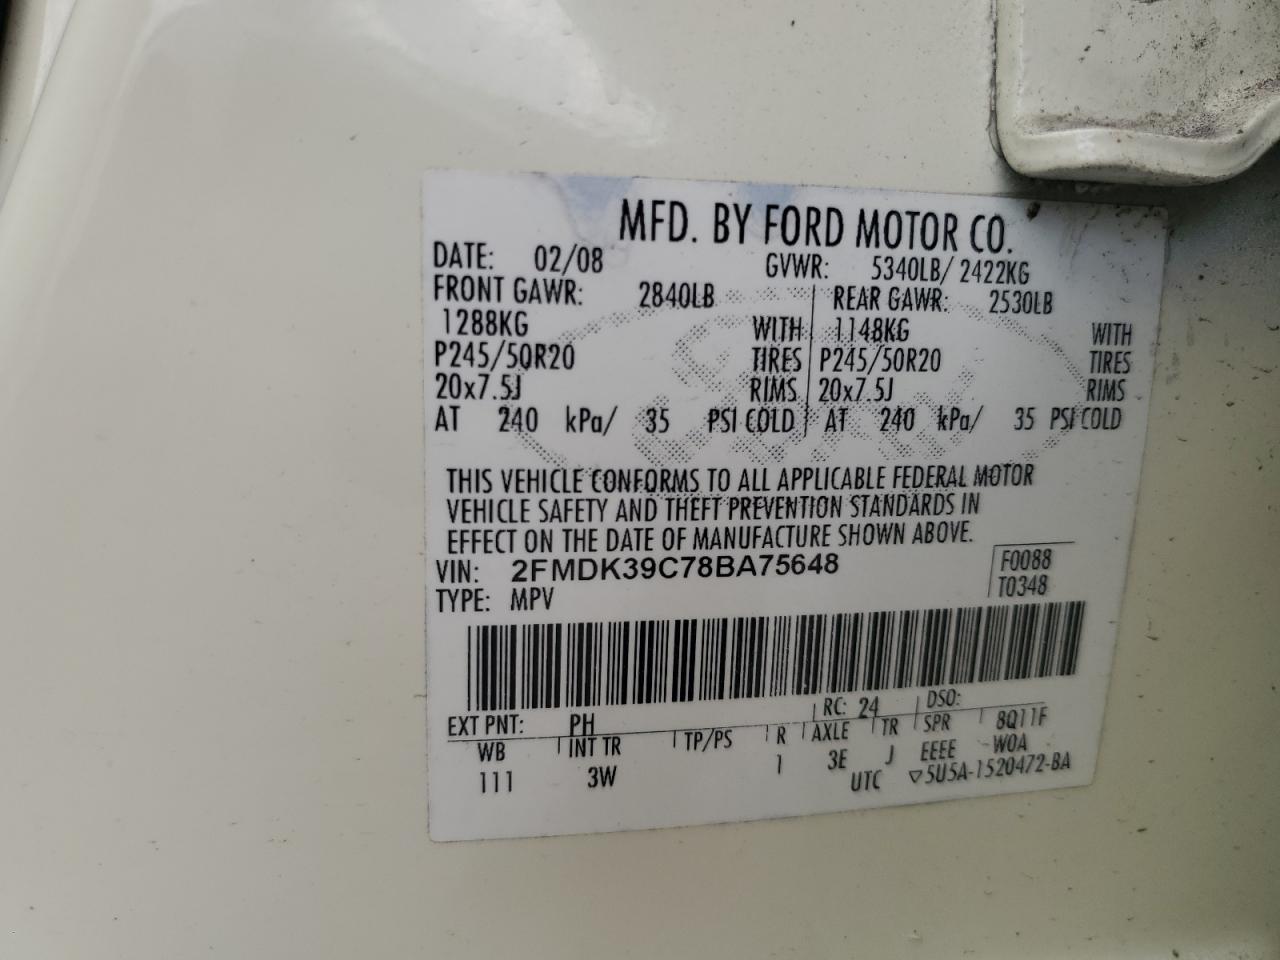 MFD. BY FORD MOTOR CO.
DATE: 02/08 GVWR: 5340LB/ 2422KG
FRONT GAWR: 2840LB REAR GAWR: 2530LB
1288KG WITH 1148KG WITH
P245/50R20 TIRES P245/50R20 TIRES
20x7.5J RIMS 20x7.5J RIMS
AT 240 kPa/ 35 PSI COLD AT 240 kPa/ 35 PSI COLD
THIS VEHICLE CONFORMS TO ALL APPLICABLE FEDERAL MOTOR
VEHICLE SAFETY AND THEFT PREVENTION STANDARDS IN
EFFECT ON THE DATE OF MANUFACTURE SHOWN ABOVE.
VIN: 2FMDK39C78BA75648 F0088
TYPE: MPV T0348
EXT PNT: PH RC: 24 DSO:
WB INT TR TP/PS R AXLE TR SPR 8Q11F
111 3W 1 3E J EEEE W0A
UTC ▽5U5A-1520472-BA